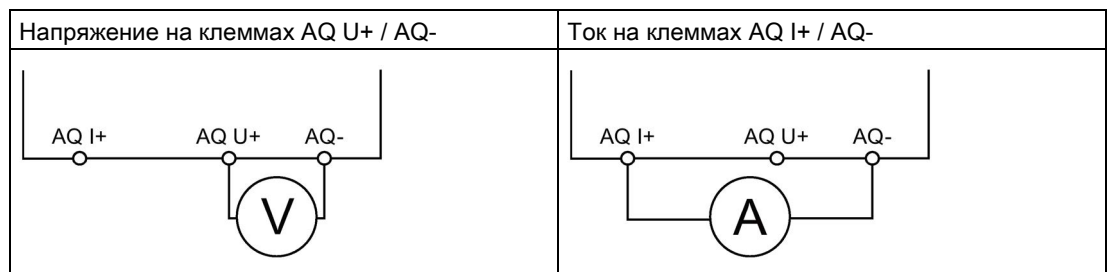 Напряжение на клеммах AQ U+ / AQ-
Ток на клеммах AQ I+ / AQ-
AQ I+ AQ U+ AQ-
V
AQ I+ AQ U+ AQ-
A